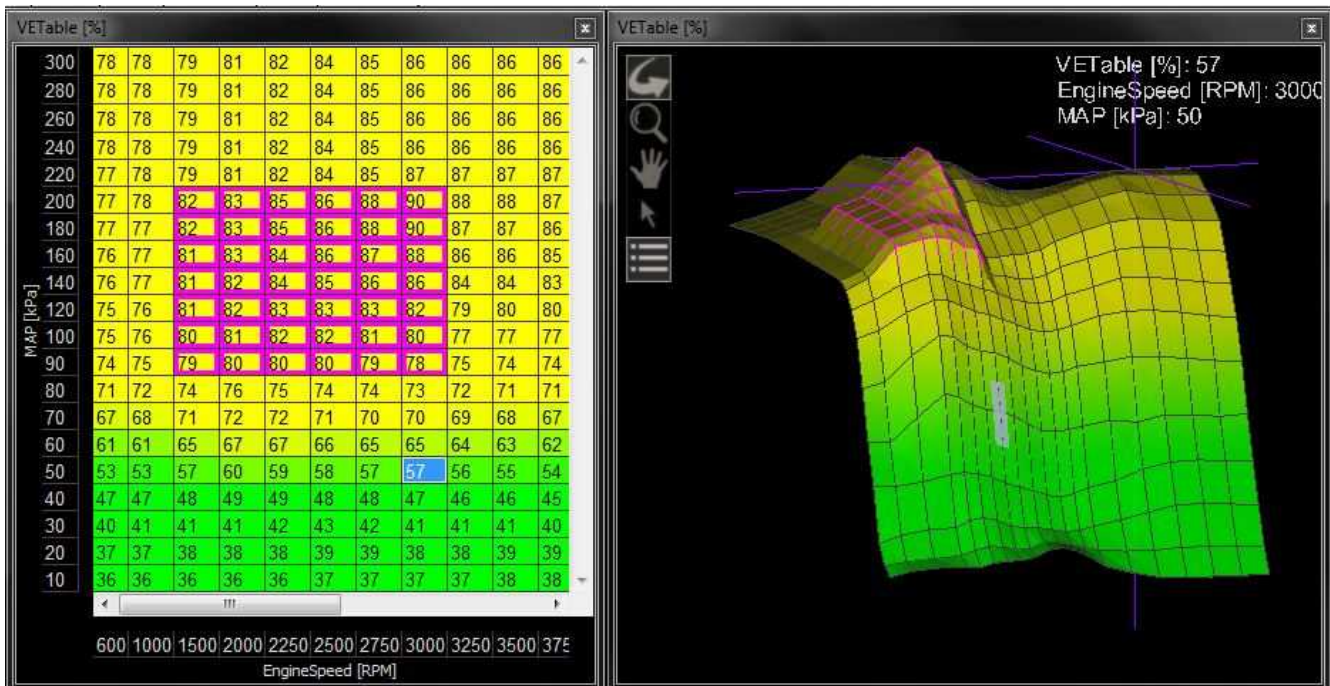 VETable [%]
300 78 78 79 81 82 84 85 86 86 86 86
280 78 78 79 81 82 84 85 86 86 86 86
260 78 78 79 81 82 84 85 86 86 86 86
240 78 78 79 81 82 84 85 86 86 86 86
220 77 78 79 81 82 84 85 87 87 87 87
200 77 78 82 83 85 86 88 90 88 88 87
180 77 77 82 83 85 86 88 90 87 87 86
160 76 77 81 83 84 86 87 88 86 86 85
140 76 77 81 82 84 85 86 86 84 84 83
120 75 76 81 82 83 83 83 82 79 80 80
100 75 76 80 81 82 82 81 80 77 77 77
90 74 75 79 80 80 80 79 78 75 74 74
80 71 72 74 76 75 74 74 73 72 71 71
70 67 68 71 72 72 71 70 70 69 68 67
60 61 61 65 67 67 66 65 65 64 63 62
50 53 53 57 60 59 58 57 57 56 55 54
40 47 47 48 49 49 48 48 47 46 46 45
30 40 41 41 41 42 43 42 41 41 41 40
20 37 37 38 38 38 39 39 38 38 39 39
10 36 36 36 36 36 37 37 37 37 38 38
MAP [kPa]
600 1000 1500 2000 2250 2500 2750 3000 3250 3500 375
EngineSpeed [RPM]
VETable [%]
VETable [%]: 57
EngineSpeed [RPM]: 3000
MAP [kPa]: 50